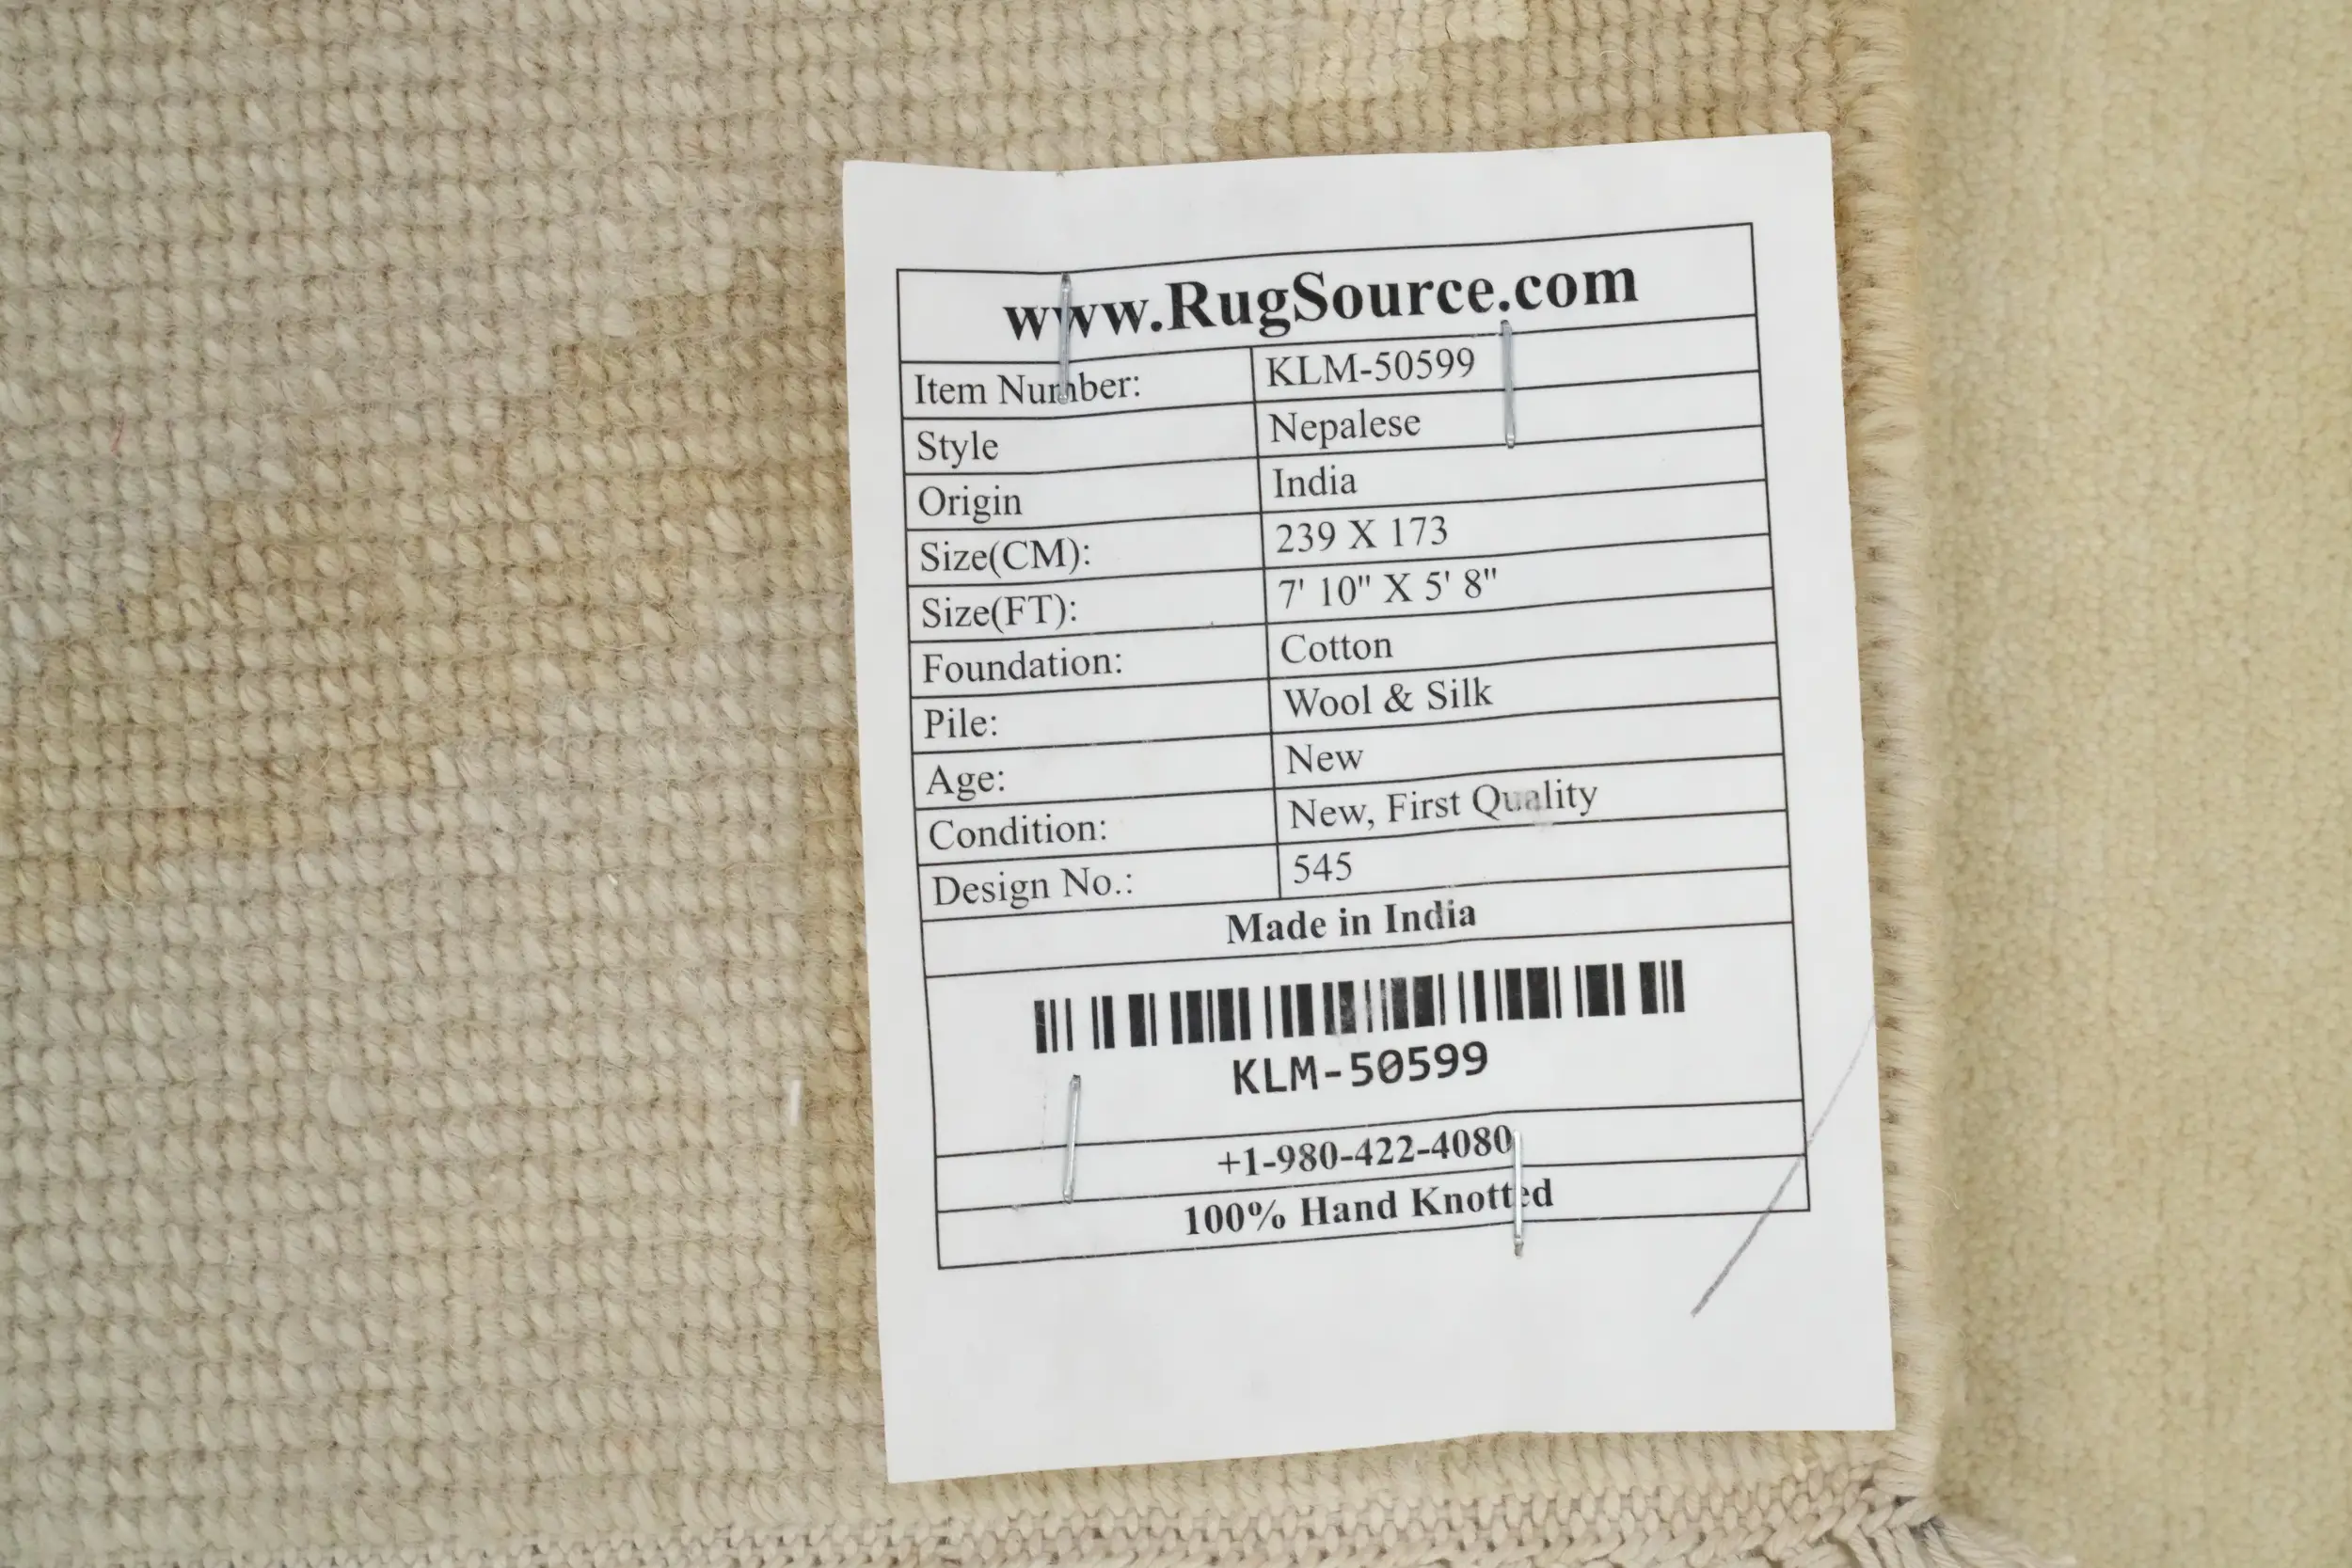 www.RugSource.com
Item Number: KLM-50599
Style Nepalese
Origin India
Size(CM): 239 X 173
Size(FT): 7' 10" X 5' 8"
Foundation: Cotton
Pile: Wool & Silk
Age: New
Condition: New, First Quality
Design No.: 545
Made in India
KLM-50599
+1-980-422-4080
100% Hand Knotted